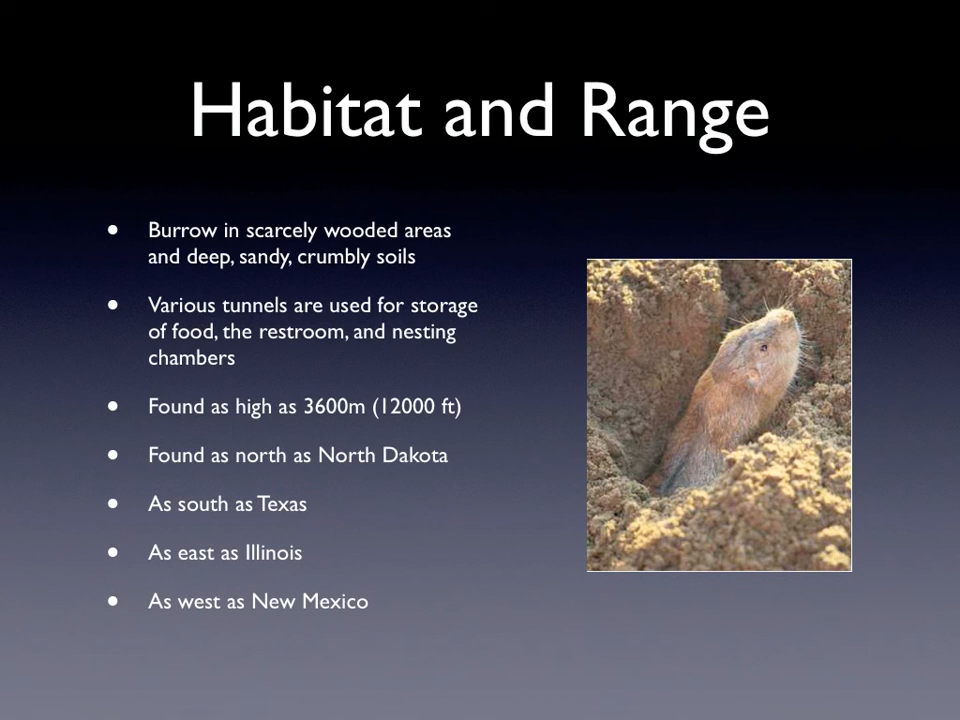 Habitat and Range
• Burrow in scarcely wooded areas
and deep, sandy, crumbly soils
• Various tunnels are used for storage
of food, the restroom, and nesting
chambers
• Found as high as 3600m (12000 ft)
• Found as north as North Dakota
• As south as Texas
• As east as Illinois
• As west as New Mexico